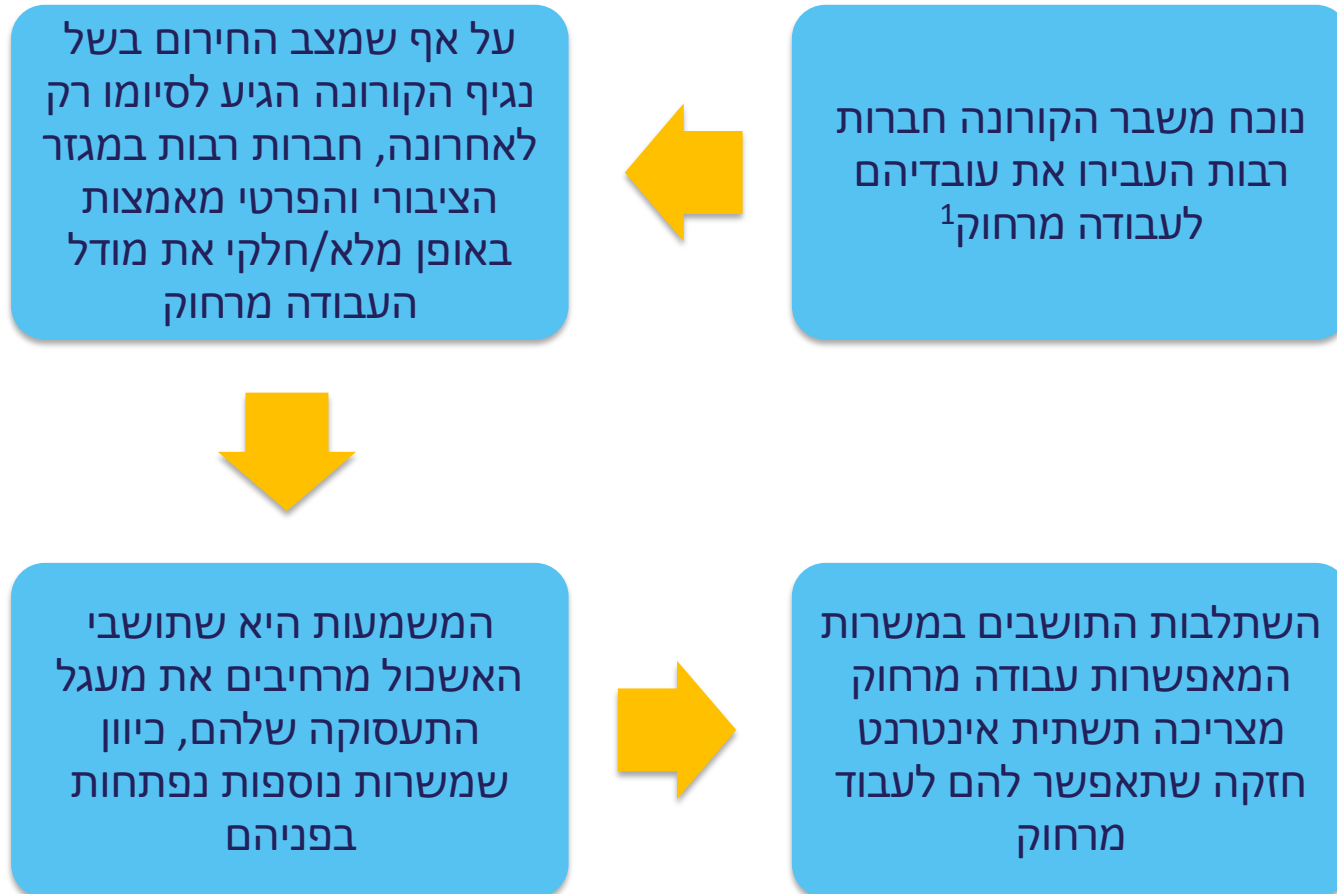 נוכח משבר הקורונה חברות
רבות העבירו את עובדיהם
לעבודה מרחוק1
על אף שמצב החירום בשל
נגיף הקורונה הגיע לסיומו רק
לאחרונה, חברות רבות במגזר
הציבורי והפרטי מאמצות
באופן מלא/חלקי את מודל
העבודה מרחוק
המשמעות היא שתושבי
האשכול מרחיבים את מעגל
התעסוקה שלהם, כיוון
שמשרות נוספות נפתחות
בפניהם
השתלבות התושבים במשרות
המאפשרות עבודה מרחוק
מצריכה תשתית אינטרנט
חזקה שתאפשר להם לעבוד
מרחוק